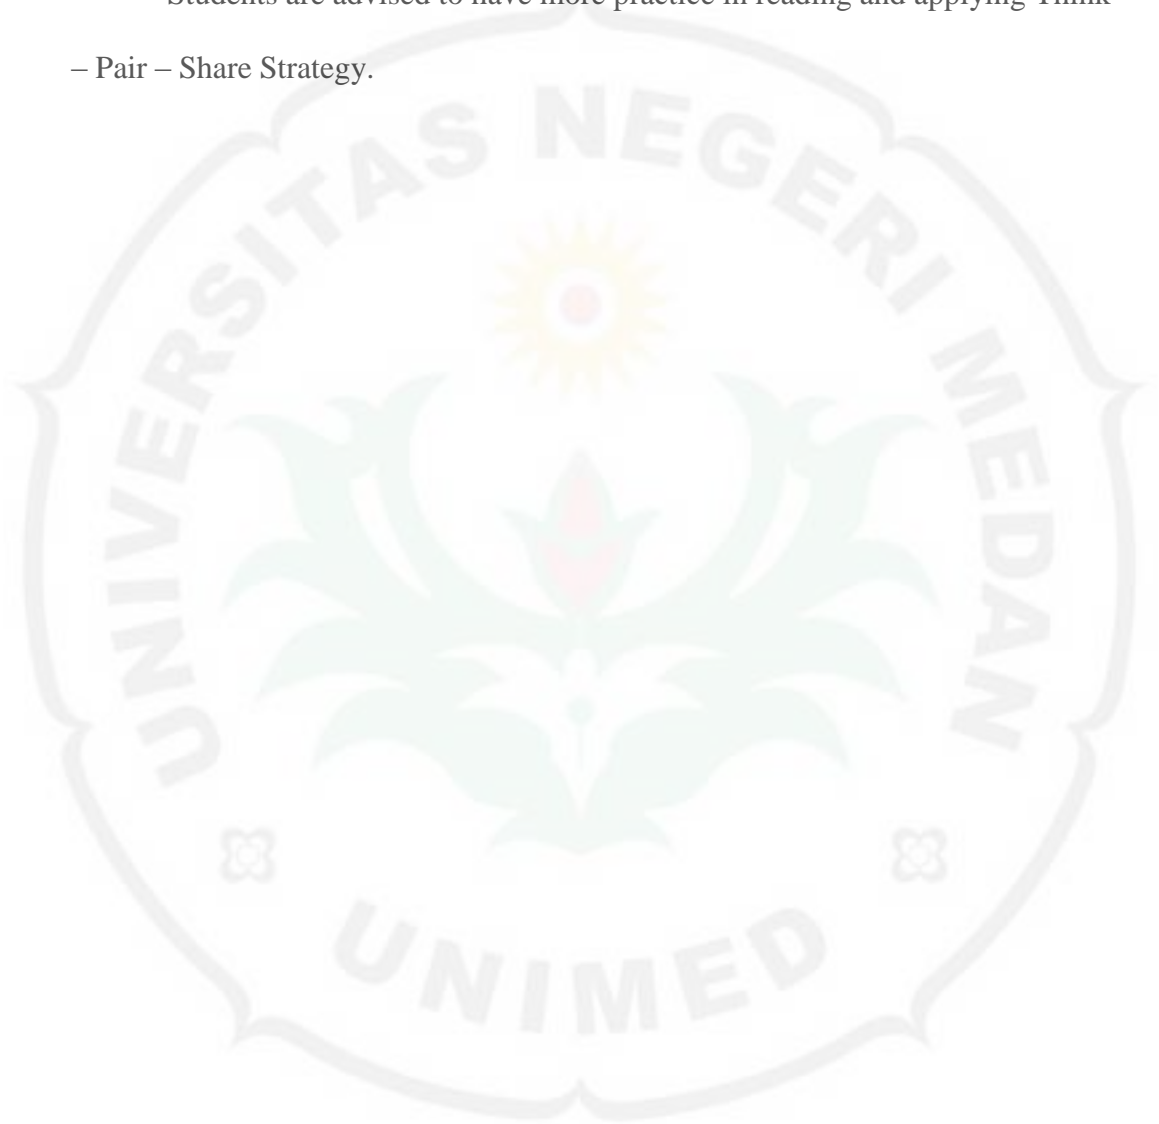 Students are advised to have more practice in reading and applying Think
– Pair – Share Strategy.
UNIVERSITAS NEGERI MEDAN
UNIMED